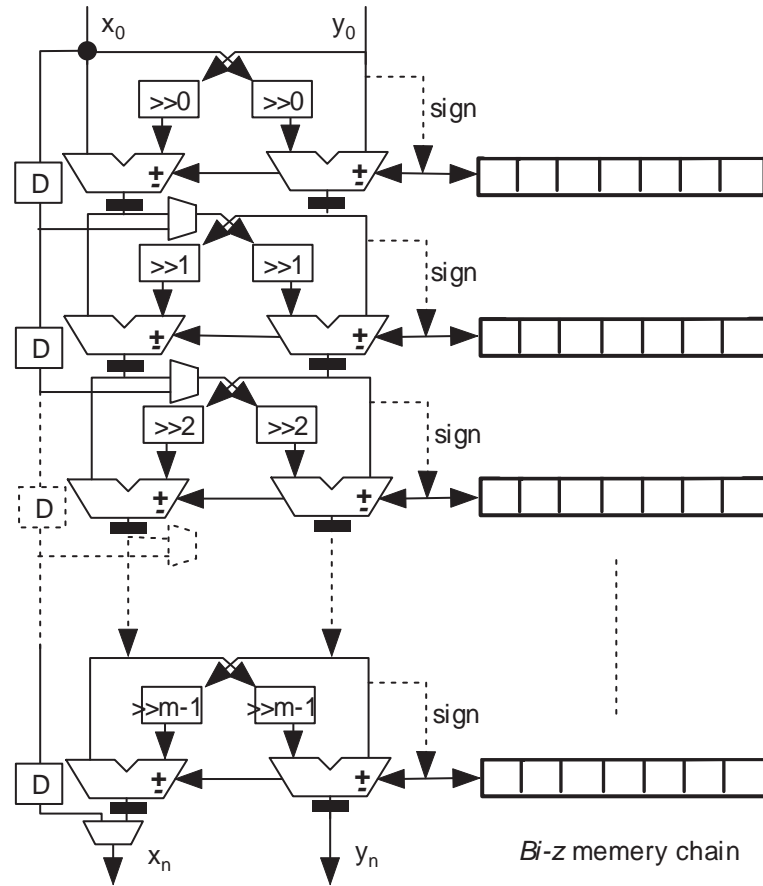 x0 y0
>>0 >>0
sign
D
>>1 >>1
sign
D
>>2 >>2
sign
D
>>m-1 >>m-1
sign
D
xn yn
Bi-z memery chain
±
±
±
±
±
±
±
±